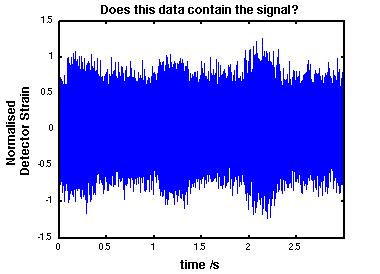 Does this data contain the signal?
1.5
1
0.5
0
-0.5
-1
-1.5
Normalised
Detector Strain
0 0.5 1 1.5 2 2.5
time /s